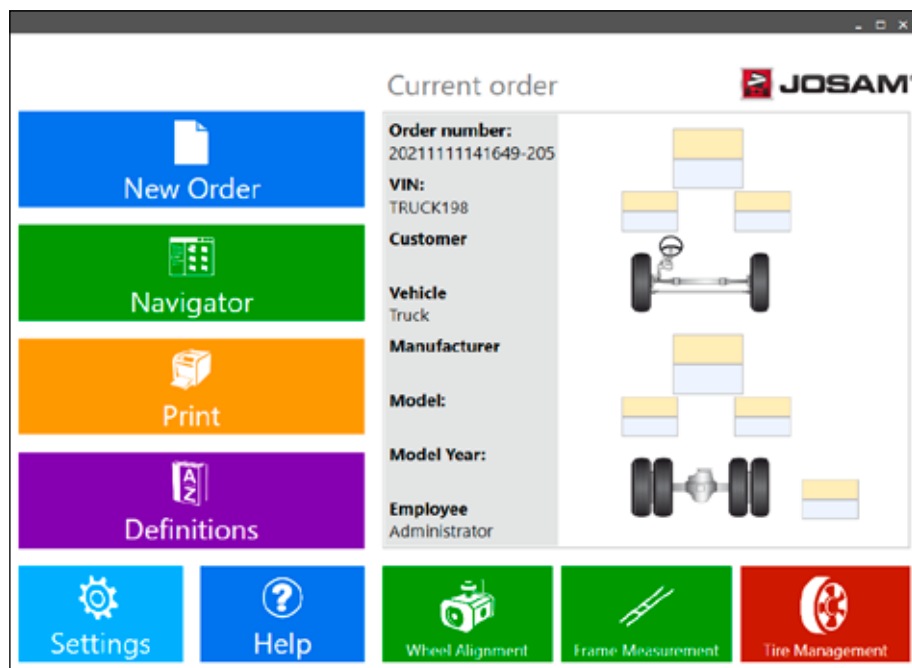 Current order
JOSAM
New Order
Navigator
Print
Definitions
Settings
Help
Order number:
20211111141649-205
VIN:
TRUCK198
Customer
Vehicle
Truck
Manufacturer
Model:
Model Year:
Employee
Administrator
A
Z
?
Wheel Alignment
Frame Measurement
Tire Management